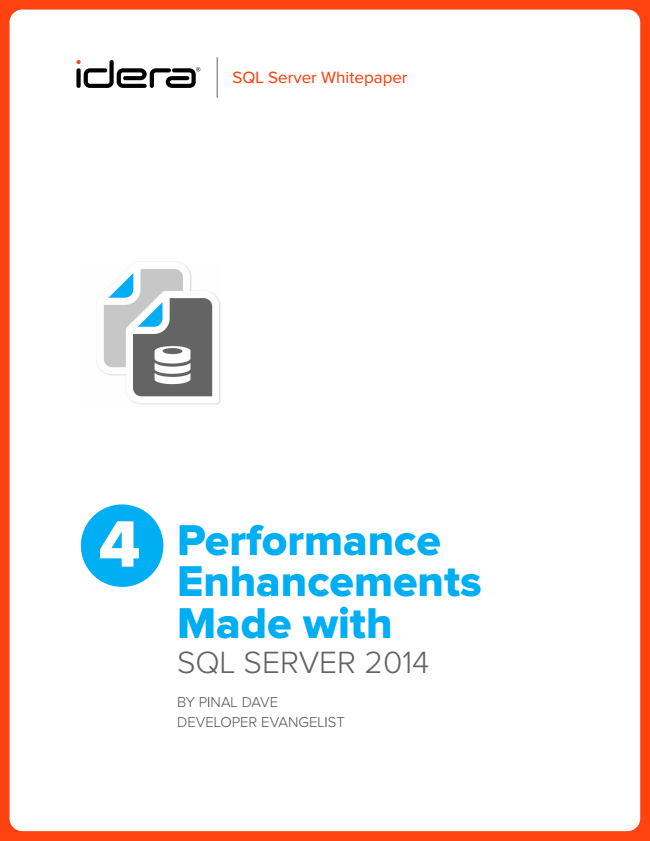 idera®
SQL Server Whitepaper
4
Performance
Enhancements
Made with
SQL SERVER 2014
BY PINAL DAVE
DEVELOPER EVANGELIST